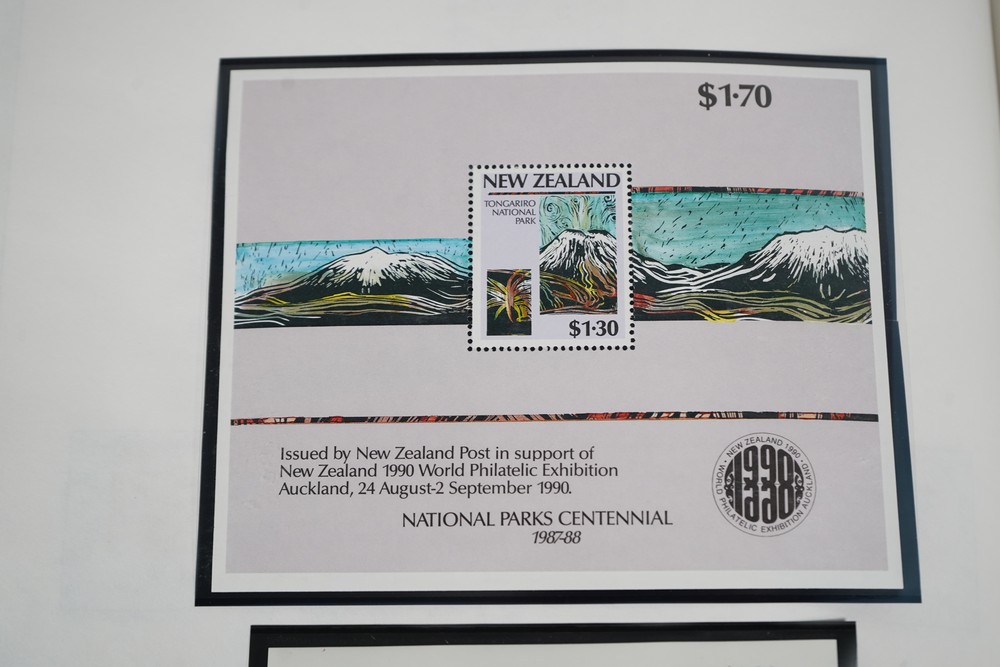 $1·70
NEW ZEALAND
TONGARIRO
NATIONAL
PARK
$1·30
Issued by New Zealand Post in support of
New Zealand 1990 World Philatelic Exhibition
Auckland, 24 August-2 September 1990.
NATIONAL PARKS CENTENNIAL
1987-88
· NEW ZEALAND 1990 ·
WORLD PHILATELIC EXHIBITION AUCKLAND
1990